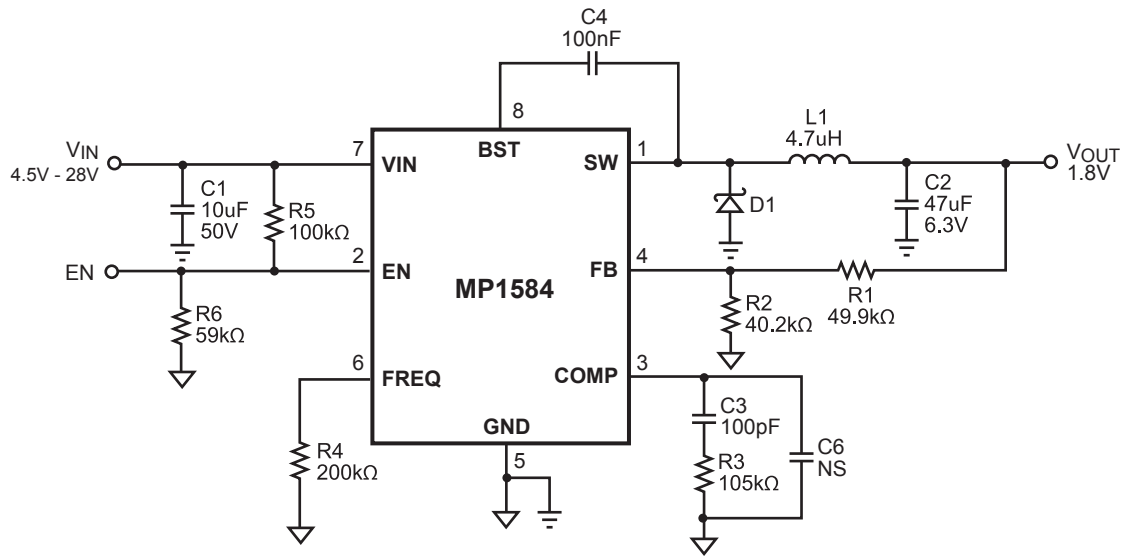 C4
100nF
8
BST
VIN
4.5V - 28V
7
VIN
C1
10uF
50V
R5
100kΩ
EN
2
EN
R6
59kΩ
6
FREQ
R4
200kΩ
MP1584
GND
5
SW
1
L1
4.7uH
VOUT
1.8V
D1
C2
47uF
6.3V
FB
4
R2
40.2kΩ
R1
49.9kΩ
COMP
3
C3
100pF
R3
105kΩ
C6
NS